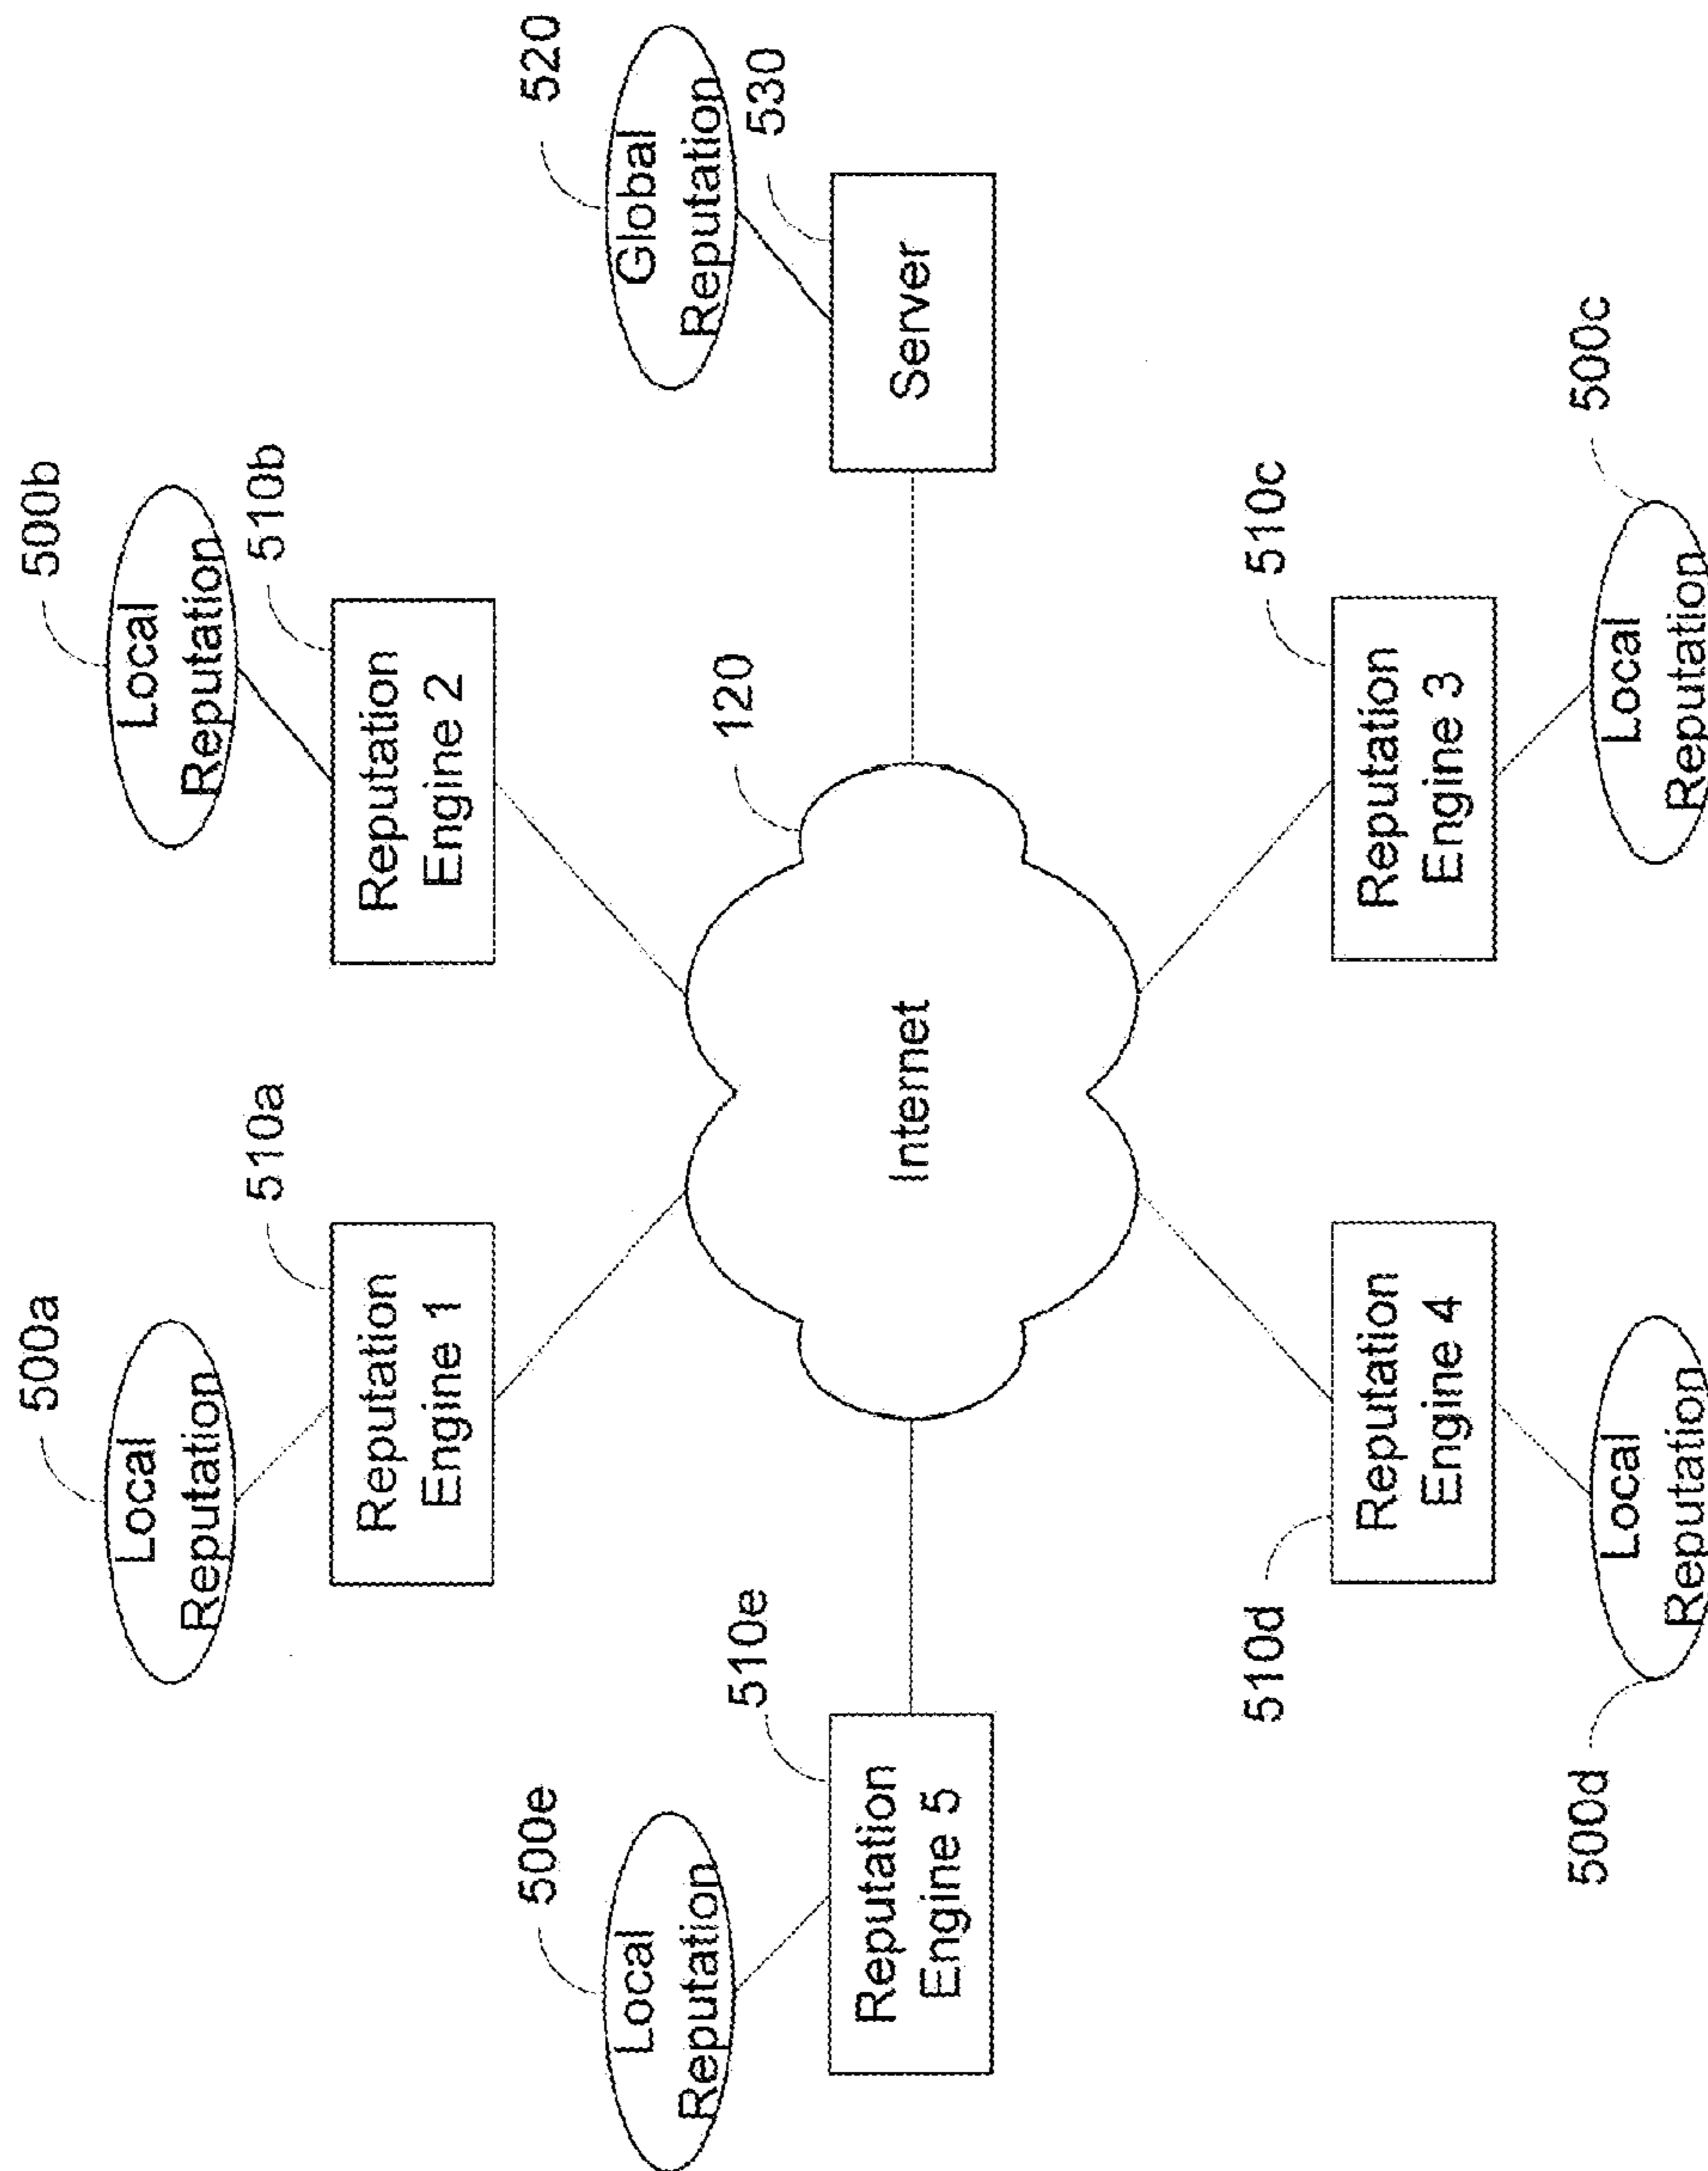 500a
Local
Reputation
510a
Reputation
Engine 1
500b
Local
Reputation
510b
Reputation
Engine 2
500e
Local
Reputation
510e
Reputation
Engine 5
Internet
120
520
Global
Reputation
530
Server
510d
Reputation
Engine 4
500d
Local
Reputation
510c
Reputation
Engine 3
500c
Local
Reputation